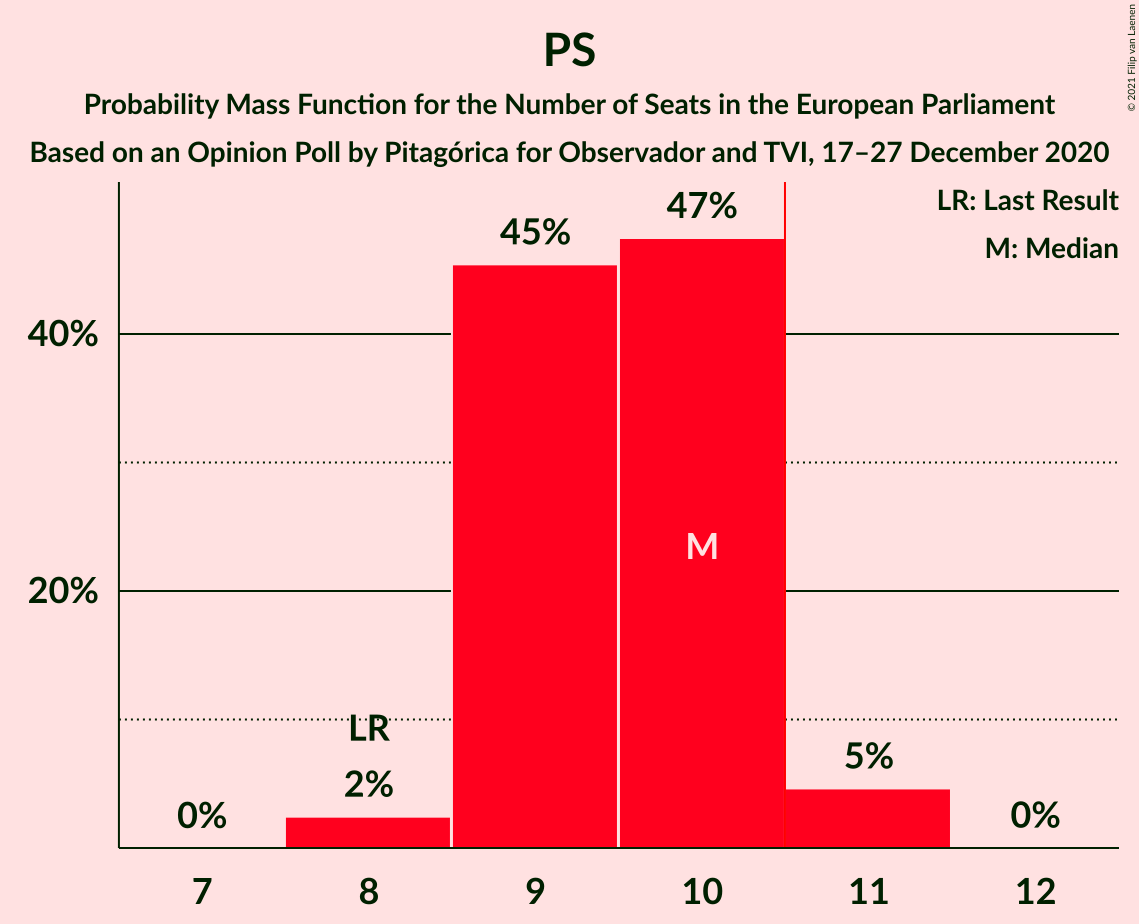 PS
Probability Mass Function for the Number of Seats in the European Parliament
Based on an Opinion Poll by Pitagórica for Observador and TVI, 17–27 December 2020
© 2021 Filip van Laenen
LR: Last Result
M: Median
47%
45%
40%
M
20%
LR
5%
2%
0%
0%
7
8
9
10
11
12